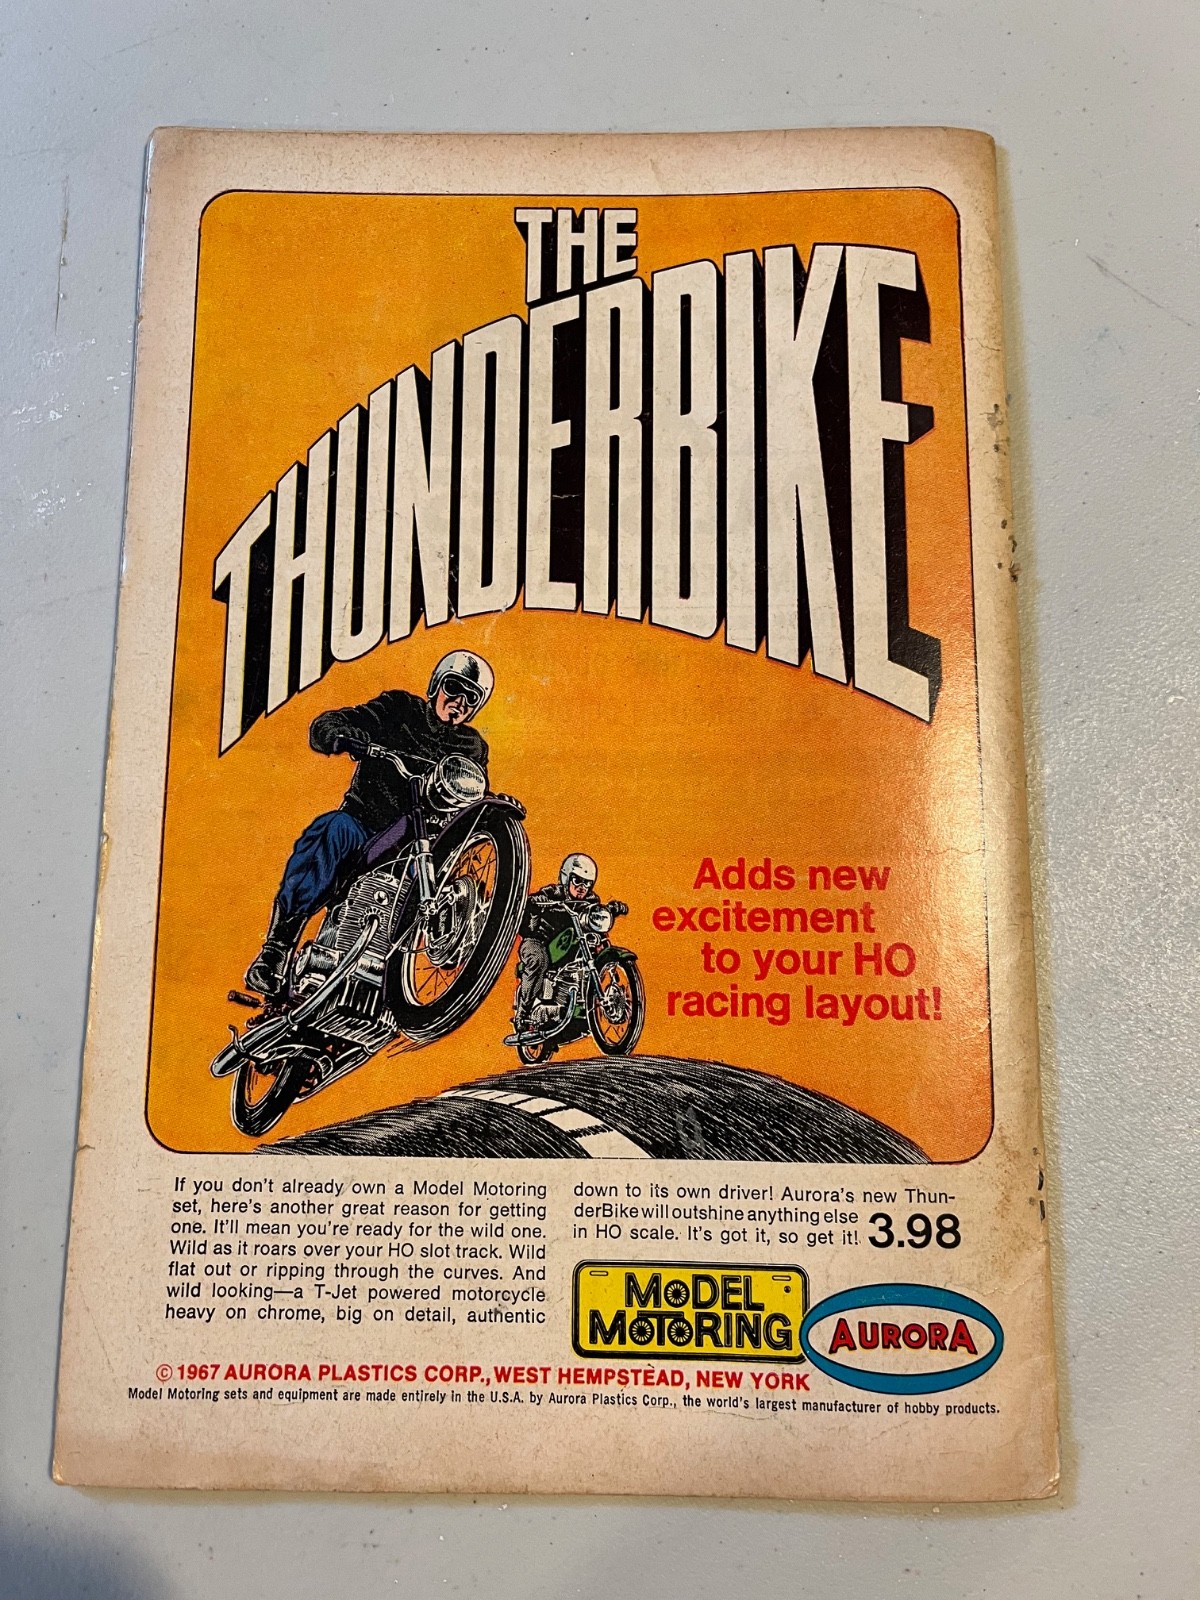 THE
THUNDERBIKE
Adds new
excitement
to your HO
racing layout!
If you don't already own a Model Motoring
set, here's another great reason for getting
one. It'll mean you're ready for the wild one.
Wild as it roars over your HO slot track. Wild
flat out or ripping through the curves. And
wild looking—a T-Jet powered motorcycle
heavy on chrome, big on detail, authentic
down to its own driver! Aurora's new Thun-
derBike will outshine anything else
in HO scale. It's got it, so get it! 3.98
MODEL
MOTORING
AURORA
© 1967 AURORA PLASTICS CORP., WEST HEMPSTEAD, NEW YORK
Model Motoring sets and equipment are made entirely in the U.S.A. by Aurora Plastics Corp., the world's largest manufacturer of hobby products.